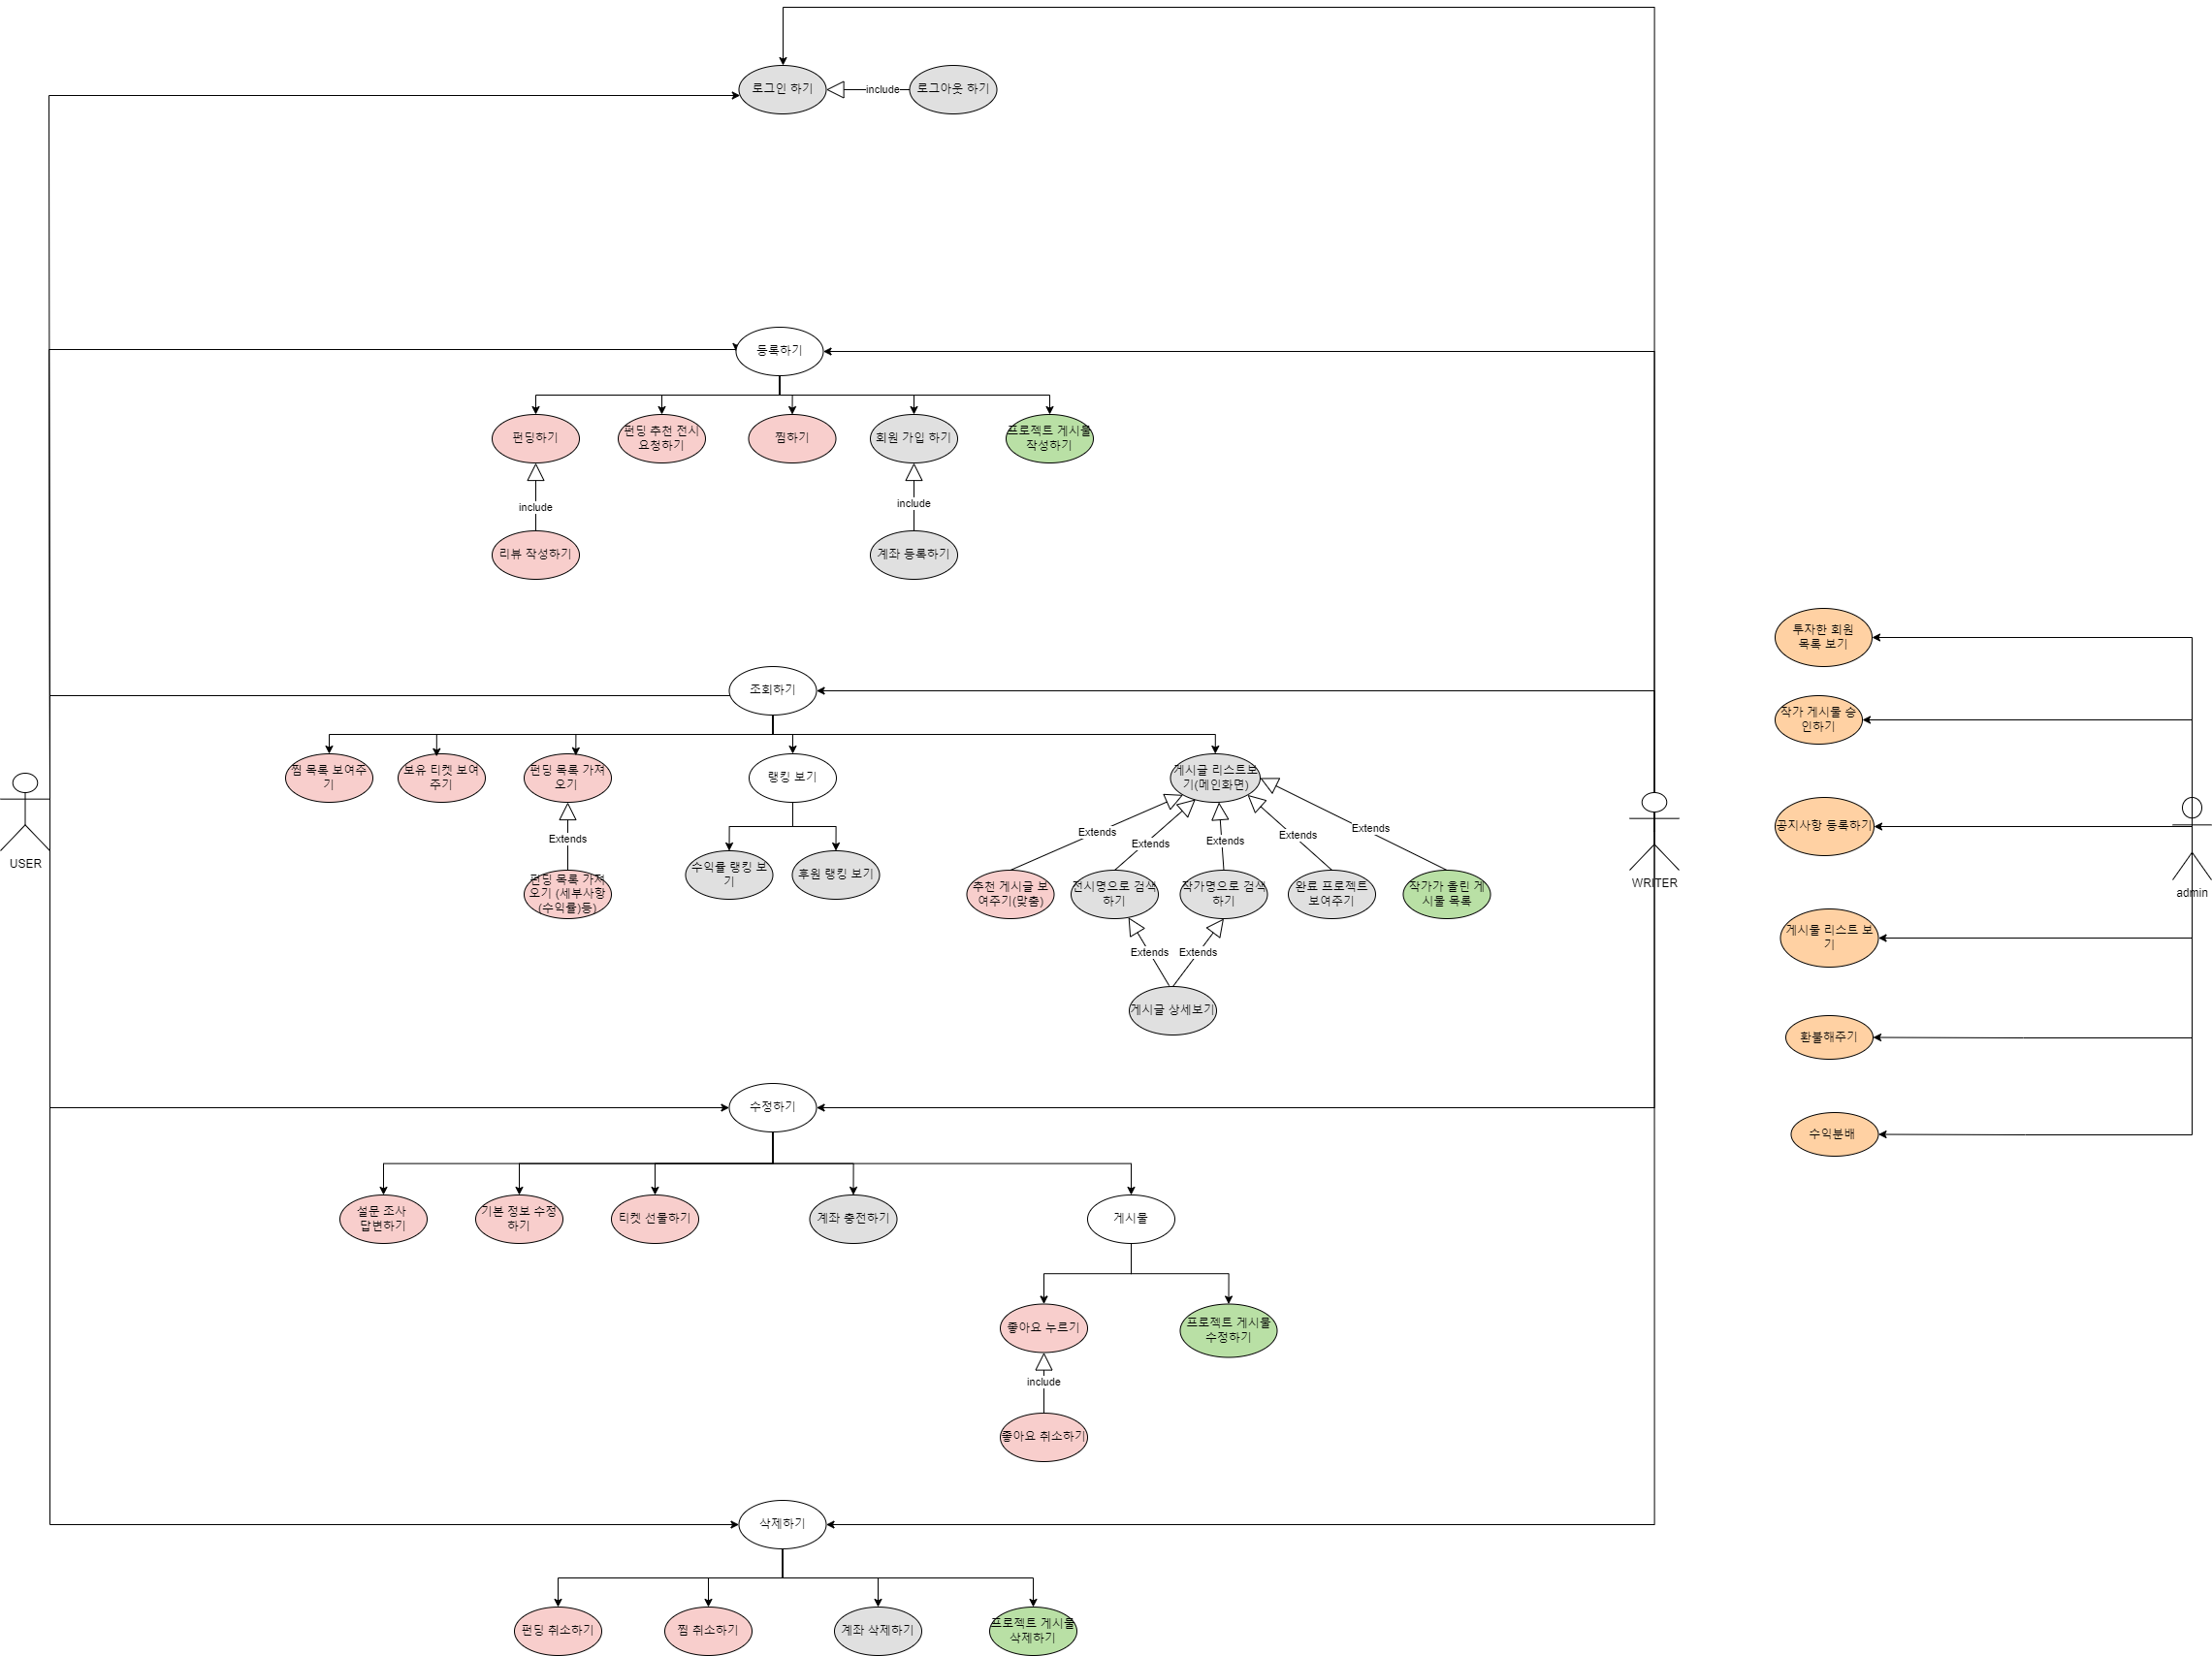 로그인 하기
include
로그아웃 하기
등록하기
펀딩하기
펀딩 추천 전시
요청하기
찜하기
회원 가입 하기
프로젝트 게시물
작성하기
include
include
리뷰 작성하기
계좌 등록하기
투자한 회원
목록 보기
조회하기
작가 게시물 승
인하기
찜 목록 보여주
기
보유 티켓 보여
주기
펀딩 목록 가져
오기
랭킹 보기
게시글 리스트보
기(메인화면)
공지사항 등록하기
Extends
Extends
Extends
Extends
Extends
Extends
USER
WRITER
admin
펀딩 목록 가져
오기 (세부사항
(수익률)등)
수익률 랭킹 보
기
후원 랭킹 보기
추천 게시글 보
여주기(맞춤)
전시명으로 검색
하기
작가명으로 검색
하기
완료 프로젝트
보여주기
작가가 올린 게
시물 목록
게시물 리스트 보
기
Extends
Extends
게시글 상세보기
환불해주기
수정하기
수익분배
설문 조사
답변하기
기본 정보 수정
하기
티켓 선물하기
계좌 충전하기
게시물
좋아요 누르기
프로젝트 게시물
수정하기
include
좋아요 취소하기
삭제하기
펀딩 취소하기
찜 취소하기
계좌 삭제하기
프로젝트 게시물
삭제하기